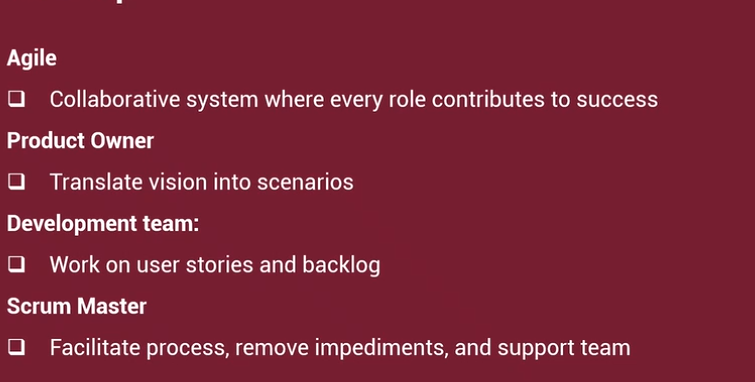 Agile
❑ Collaborative system where every role contributes to success
Product Owner
❑ Translate vision into scenarios
Development team:
❑ Work on user stories and backlog
Scrum Master
❑ Facilitate process, remove impediments, and support team